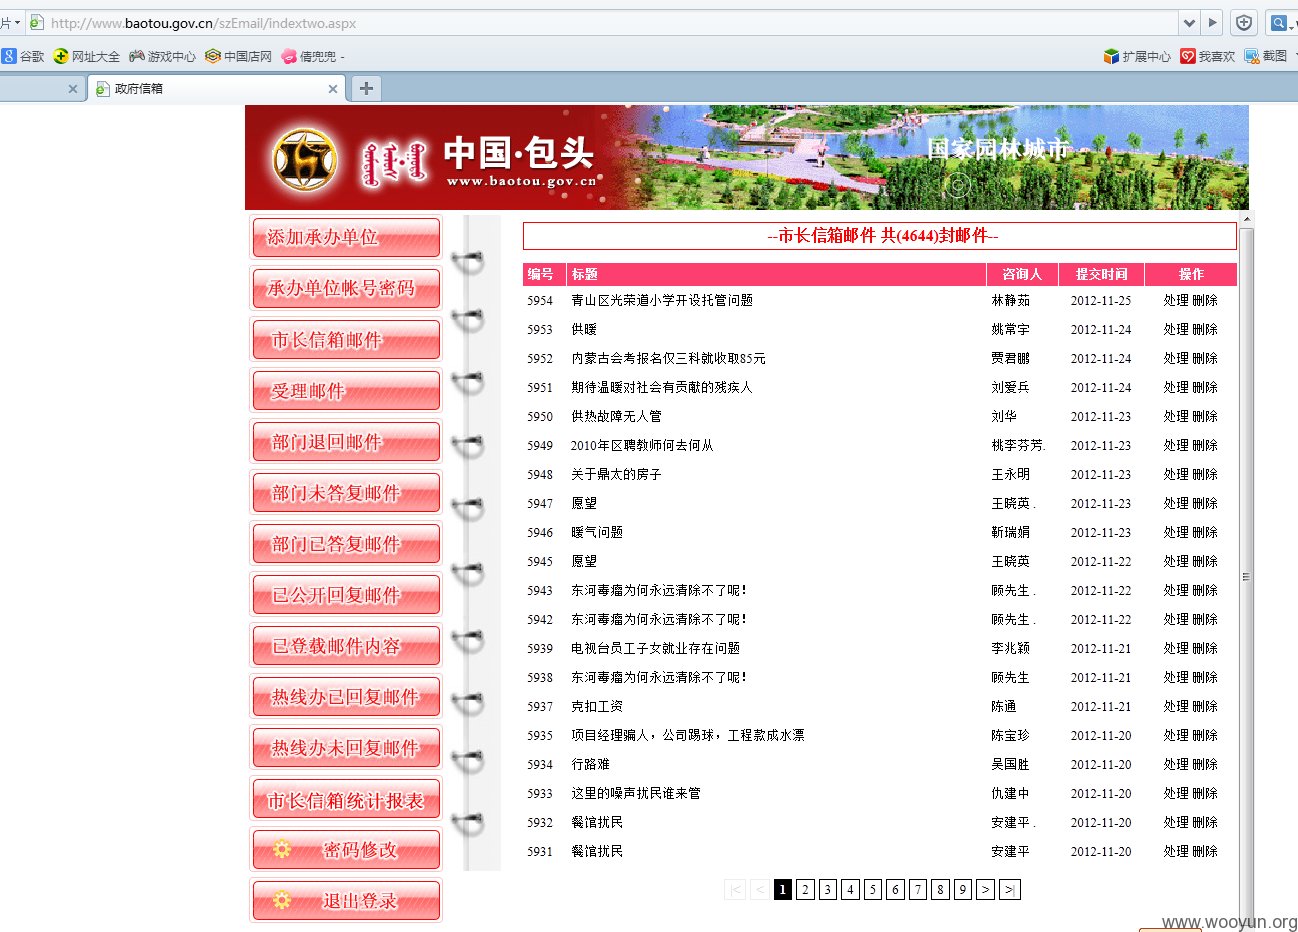 片 http://www.baotou.gov.cn/szEmail/indextwo.aspx
谷歌 网址大全 游戏中心 中国店网 倩兜兜 - 扩展中心 我喜欢 截图
政府信箱
中国·包头
www.baotou.gov.cn
国家园林城市
添加承办单位
承办单位帐号密码
市长信箱邮件
受理邮件
部门退回邮件
部门未答复邮件
部门已答复邮件
已公开回复邮件
已登载邮件内容
热线办已回复邮件
热线办未回复邮件
市长信箱统计报表
密码修改
退出登录
--市长信箱邮件 共(4644)封邮件--
编号 标题 咨询人 提交时间 操作
5954 青山区光荣道小学开设托管问题 林静茹 2012-11-25 处理 删除
5953 供暖 姚常宇 2012-11-24 处理 删除
5952 内蒙古会考报名仅三科就收取85元 贾君鹏 2012-11-24 处理 删除
5951 期待温暖对社会有贡献的残疾人 刘爱兵 2012-11-24 处理 删除
5950 供热故障无人管 刘华 2012-11-23 处理 删除
5949 2010年区聘教师何去何从 桃李芬芳. 2012-11-23 处理 删除
5948 关于鼎太的房子 王永明 2012-11-23 处理 删除
5947 愿望 王晓英 . 2012-11-23 处理 删除
5946 暖气问题 靳瑞娟 2012-11-23 处理 删除
5945 愿望 王晓英 2012-11-22 处理 删除
5943 东河毒瘤为何永远清除不了呢! 顾先生 . 2012-11-22 处理 删除
5942 东河毒瘤为何永远清除不了呢! 顾先生 . 2012-11-22 处理 删除
5939 电视台员工子女就业存在问题 李兆颖 2012-11-21 处理 删除
5938 东河毒瘤为何永远清除不了呢! 顾先生 2012-11-21 处理 删除
5937 克扣工资 陈通 2012-11-21 处理 删除
5935 项目经理骗人，公司踢球，工程款成水漂 陈宝珍 2012-11-20 处理 删除
5934 行路难 吴国胜 2012-11-20 处理 删除
5933 这里的噪声扰民谁来管 仇建中 2012-11-20 处理 删除
5932 餐馆扰民 安建平 . 2012-11-20 处理 删除
5931 餐馆扰民 安建平 2012-11-20 处理 删除
|< < 1 2 3 4 5 6 7 8 9 > >|
www.wooyun.org